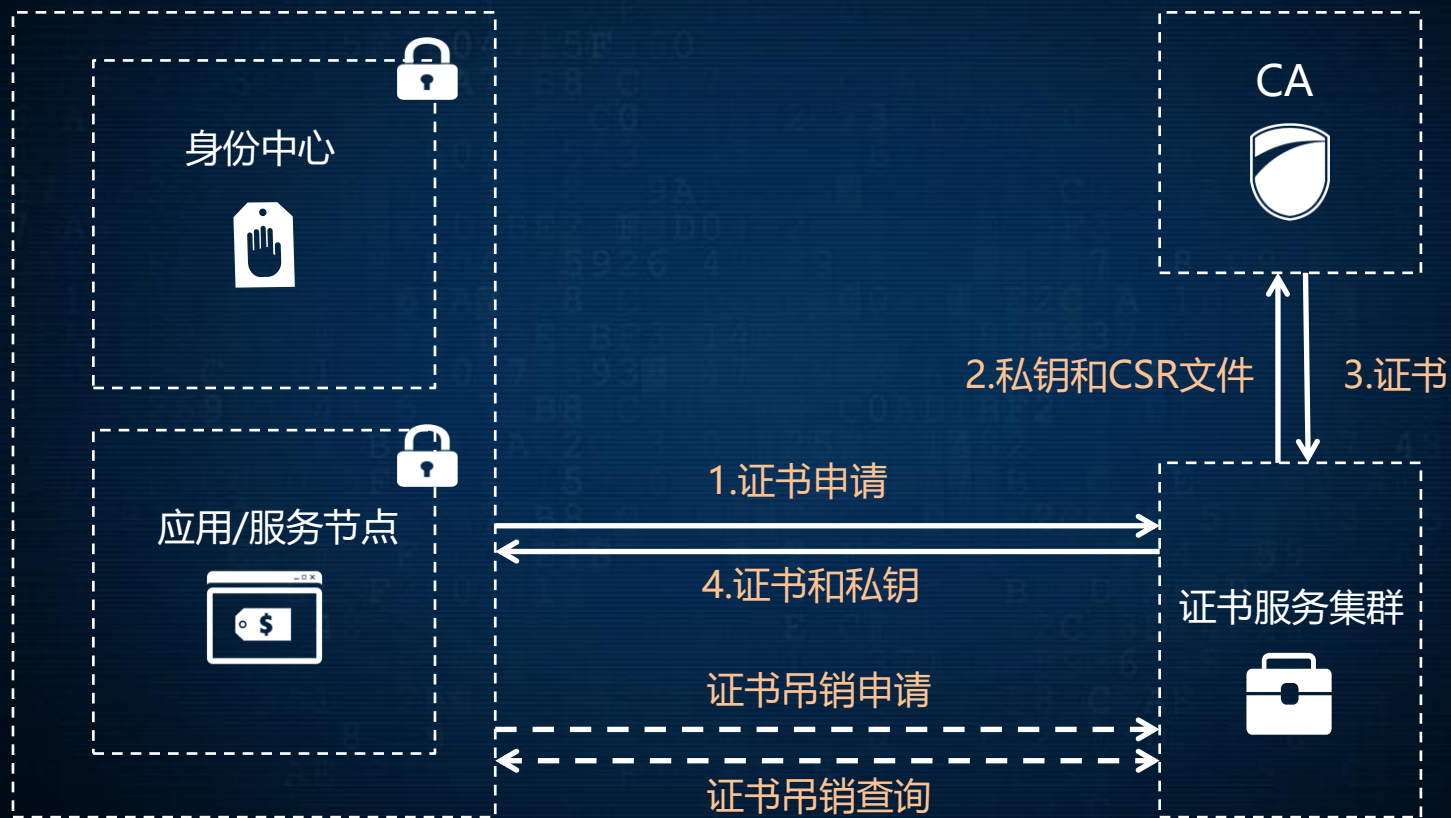 身份中心
CA
2.私钥和CSR文件
3.证书
应用/服务节点
$
1.证书申请
4.证书和私钥
证书服务集群
证书吊销申请
证书吊销查询